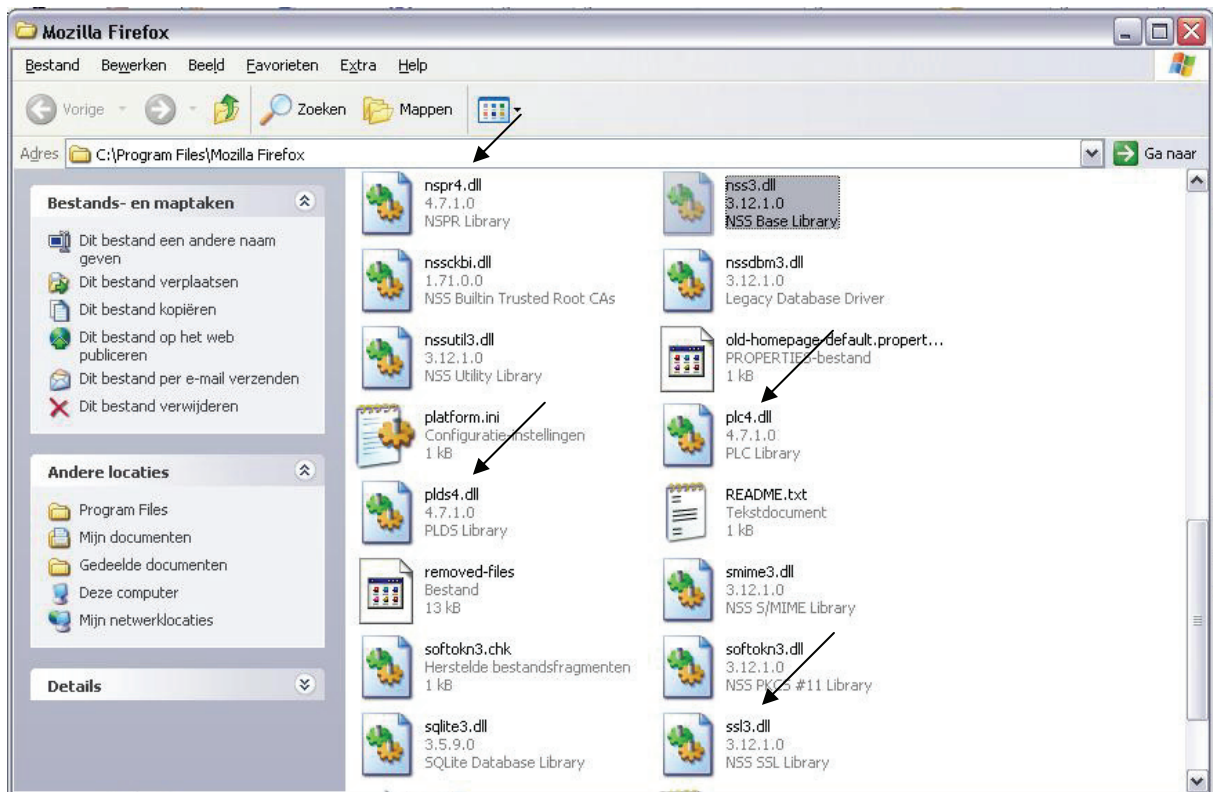 Mozilla Firefox
Bestand Bewerken Beeld Favorieten Extra Help
Vorige Zoeken Mappen
Adres C:\Program Files\Mozilla Firefox Ga naar
Bestands- en maptaken
Dit bestand een andere naam
geven
Dit bestand verplaatsen
Dit bestand kopiëren
Dit bestand op het web
publiceren
Dit bestand per e-mail verzenden
Dit bestand verwijderen
Andere locaties
Program Files
Mijn documenten
Gedeelde documenten
Deze computer
Mijn netwerklocaties
Details
nspr4.dll
4.7.1.0
NSPR Library
nss3.dll
3.12.1.0
NSS Base Library
nssckbi.dll
1.71.0.0
NSS Builtin Trusted Root CAs
nssdbm3.dll
3.12.1.0
Legacy Database Driver
nssutil3.dll
3.12.1.0
NSS Utility Library
old-homepage-default.propert...
PROPERTIES-bestand
1 kB
platform.ini
Configuratie-instellingen
1 kB
plc4.dll
4.7.1.0
PLC Library
plds4.dll
4.7.1.0
PLDS Library
README.txt
Tekstdocument
1 kB
removed-files
Bestand
13 kB
smime3.dll
3.12.1.0
NSS S/MIME Library
softokn3.chk
Herstelde bestandsfragmenten
1 kB
softokn3.dll
3.12.1.0
NSS PKCS #11 Library
sqlite3.dll
3.5.9.0
SQLite Database Library
ssl3.dll
3.12.1.0
NSS SSL Library